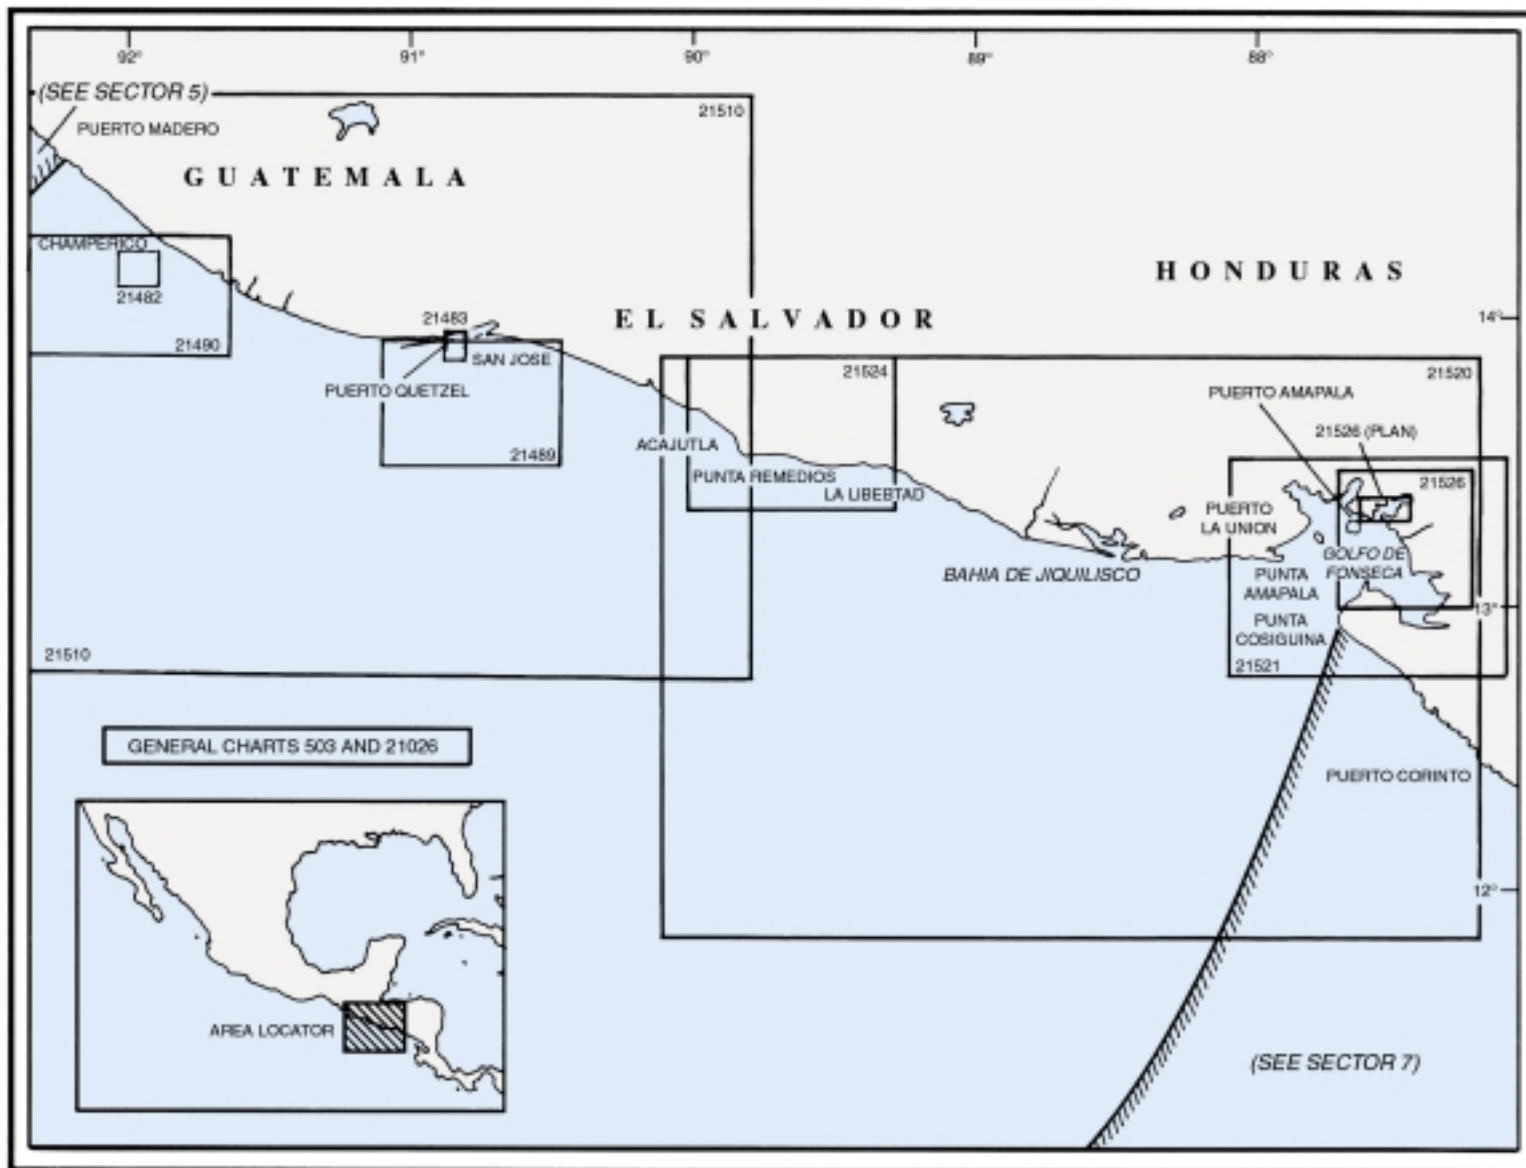 92°
91°
90°
89°
88°
(SEE SECTOR 5)
PUERTO MADERO
21510
GUATEMALA
CHAMPERICO
21482
21490
HONDURAS
EL SALVADOR
14°
21483
SAN JOSE
PUERTO QUETZEL
21489
21524
21520
PUERTO AMAPALA
21526 (PLAN)
ACAJUTLA
PUNTA REMEDIOS
LA LIBERTAD
21526
PUERTO
LA UNION
GOLFO DE
FONSECA
BAHIA DE JIQUILISCO
PUNTA
AMAPALA
13°
PUNTA
COSIGUINA
21521
21510
GENERAL CHARTS 503 AND 21026
PUERTO CORINTO
12°
AREA LOCATOR
(SEE SECTOR 7)